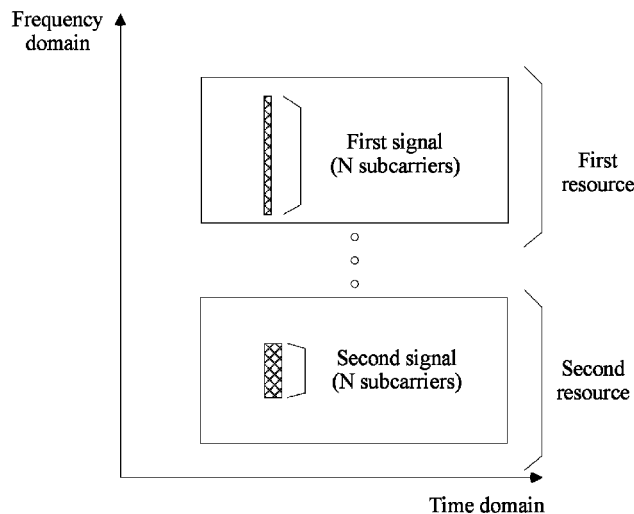 Frequency
domain
First signal
(N subcarriers)
First
resource
Second signal
(N subcarriers)
Second
resource
Time domain